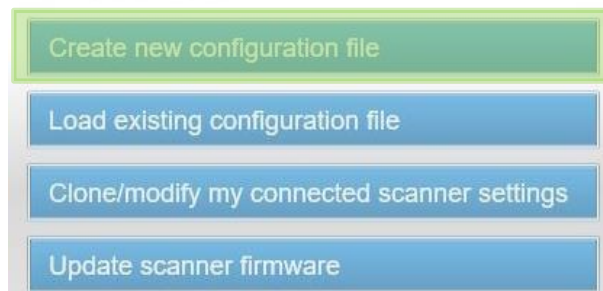 Create new configuration file
Load existing configuration file
Clone/modify my connected scanner settings
Update scanner firmware